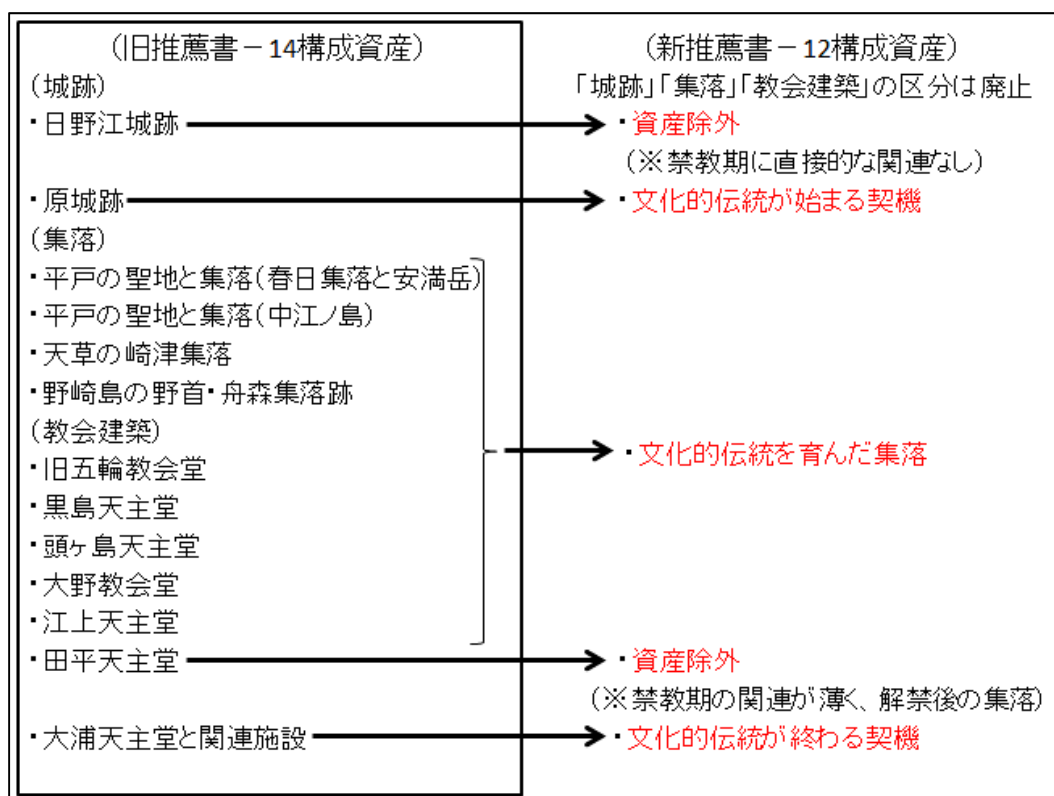 (旧推薦書－14構成資産)
(城跡)
・日野江城跡
・原城跡
(集落)
・平戸の聖地と集落(春日集落と安満岳)
・平戸の聖地と集落(中江ノ島)
・天草の崎津集落
・野崎島の野首・舟森集落跡
(教会建築)
・旧五輪教会堂
・黒島天主堂
・頭ヶ島天主堂
・大野教会堂
・江上天主堂
・田平天主堂
・大浦天主堂と関連施設
(新推薦書－12構成資産)
「城跡」「集落」「教会建築」の区分は廃止
・資産除外
(※禁教期に直接的な関連なし)
・文化的伝統が始まる契機
・文化的伝統を育んだ集落
・資産除外
(※禁教期の関連が薄く、解禁後の集落)
・文化的伝統が終わる契機